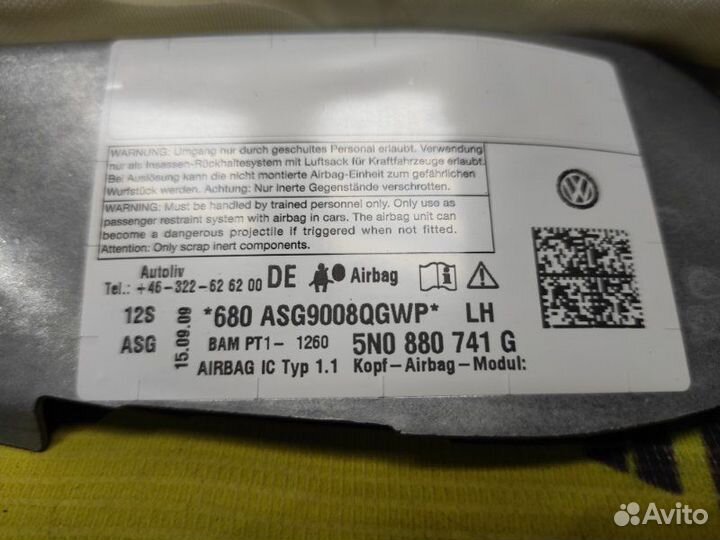 WARNUNG: Umgang nur durch geschultes Personal erlaubt. Verwendung
nur als Insassen-Rückhaltesystem mit Luftsack für Kraftfahrzeuge erlaubt.
Bei Auslösung kann die nicht montierte Airbag-Einheit zum gefährlichen
Wurfstück werden. Achtung: Nur inerte Gegenstände verschrotten.
WARNING: Must be handled by trained personnel only. Only use as
passenger restraint system with airbag in cars. The airbag unit can
become a dangerous projectile if triggered when not fitted.
Attention: Only scrap inert components.
Autoliv
Tel.: +46-322-62 62 00 DE Airbag
12S *680 ASG9008QGWP* LH
ASG 15.09.09 BAM PT1- 1260 5N0 880 741 G
AIRBAG IC Typ 1.1 Kopf-Airbag-Modul:
Avito